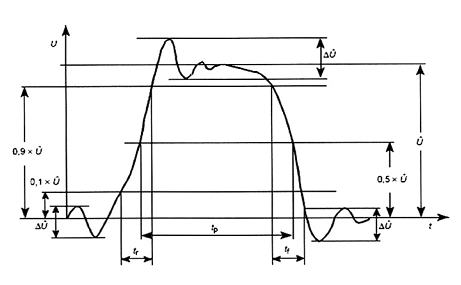 U
ΔÛ
0,9 × Û
Û
0,1 × Û
0,5 × Û
ΔÛ
ΔÛ
t
tp
tr
tf